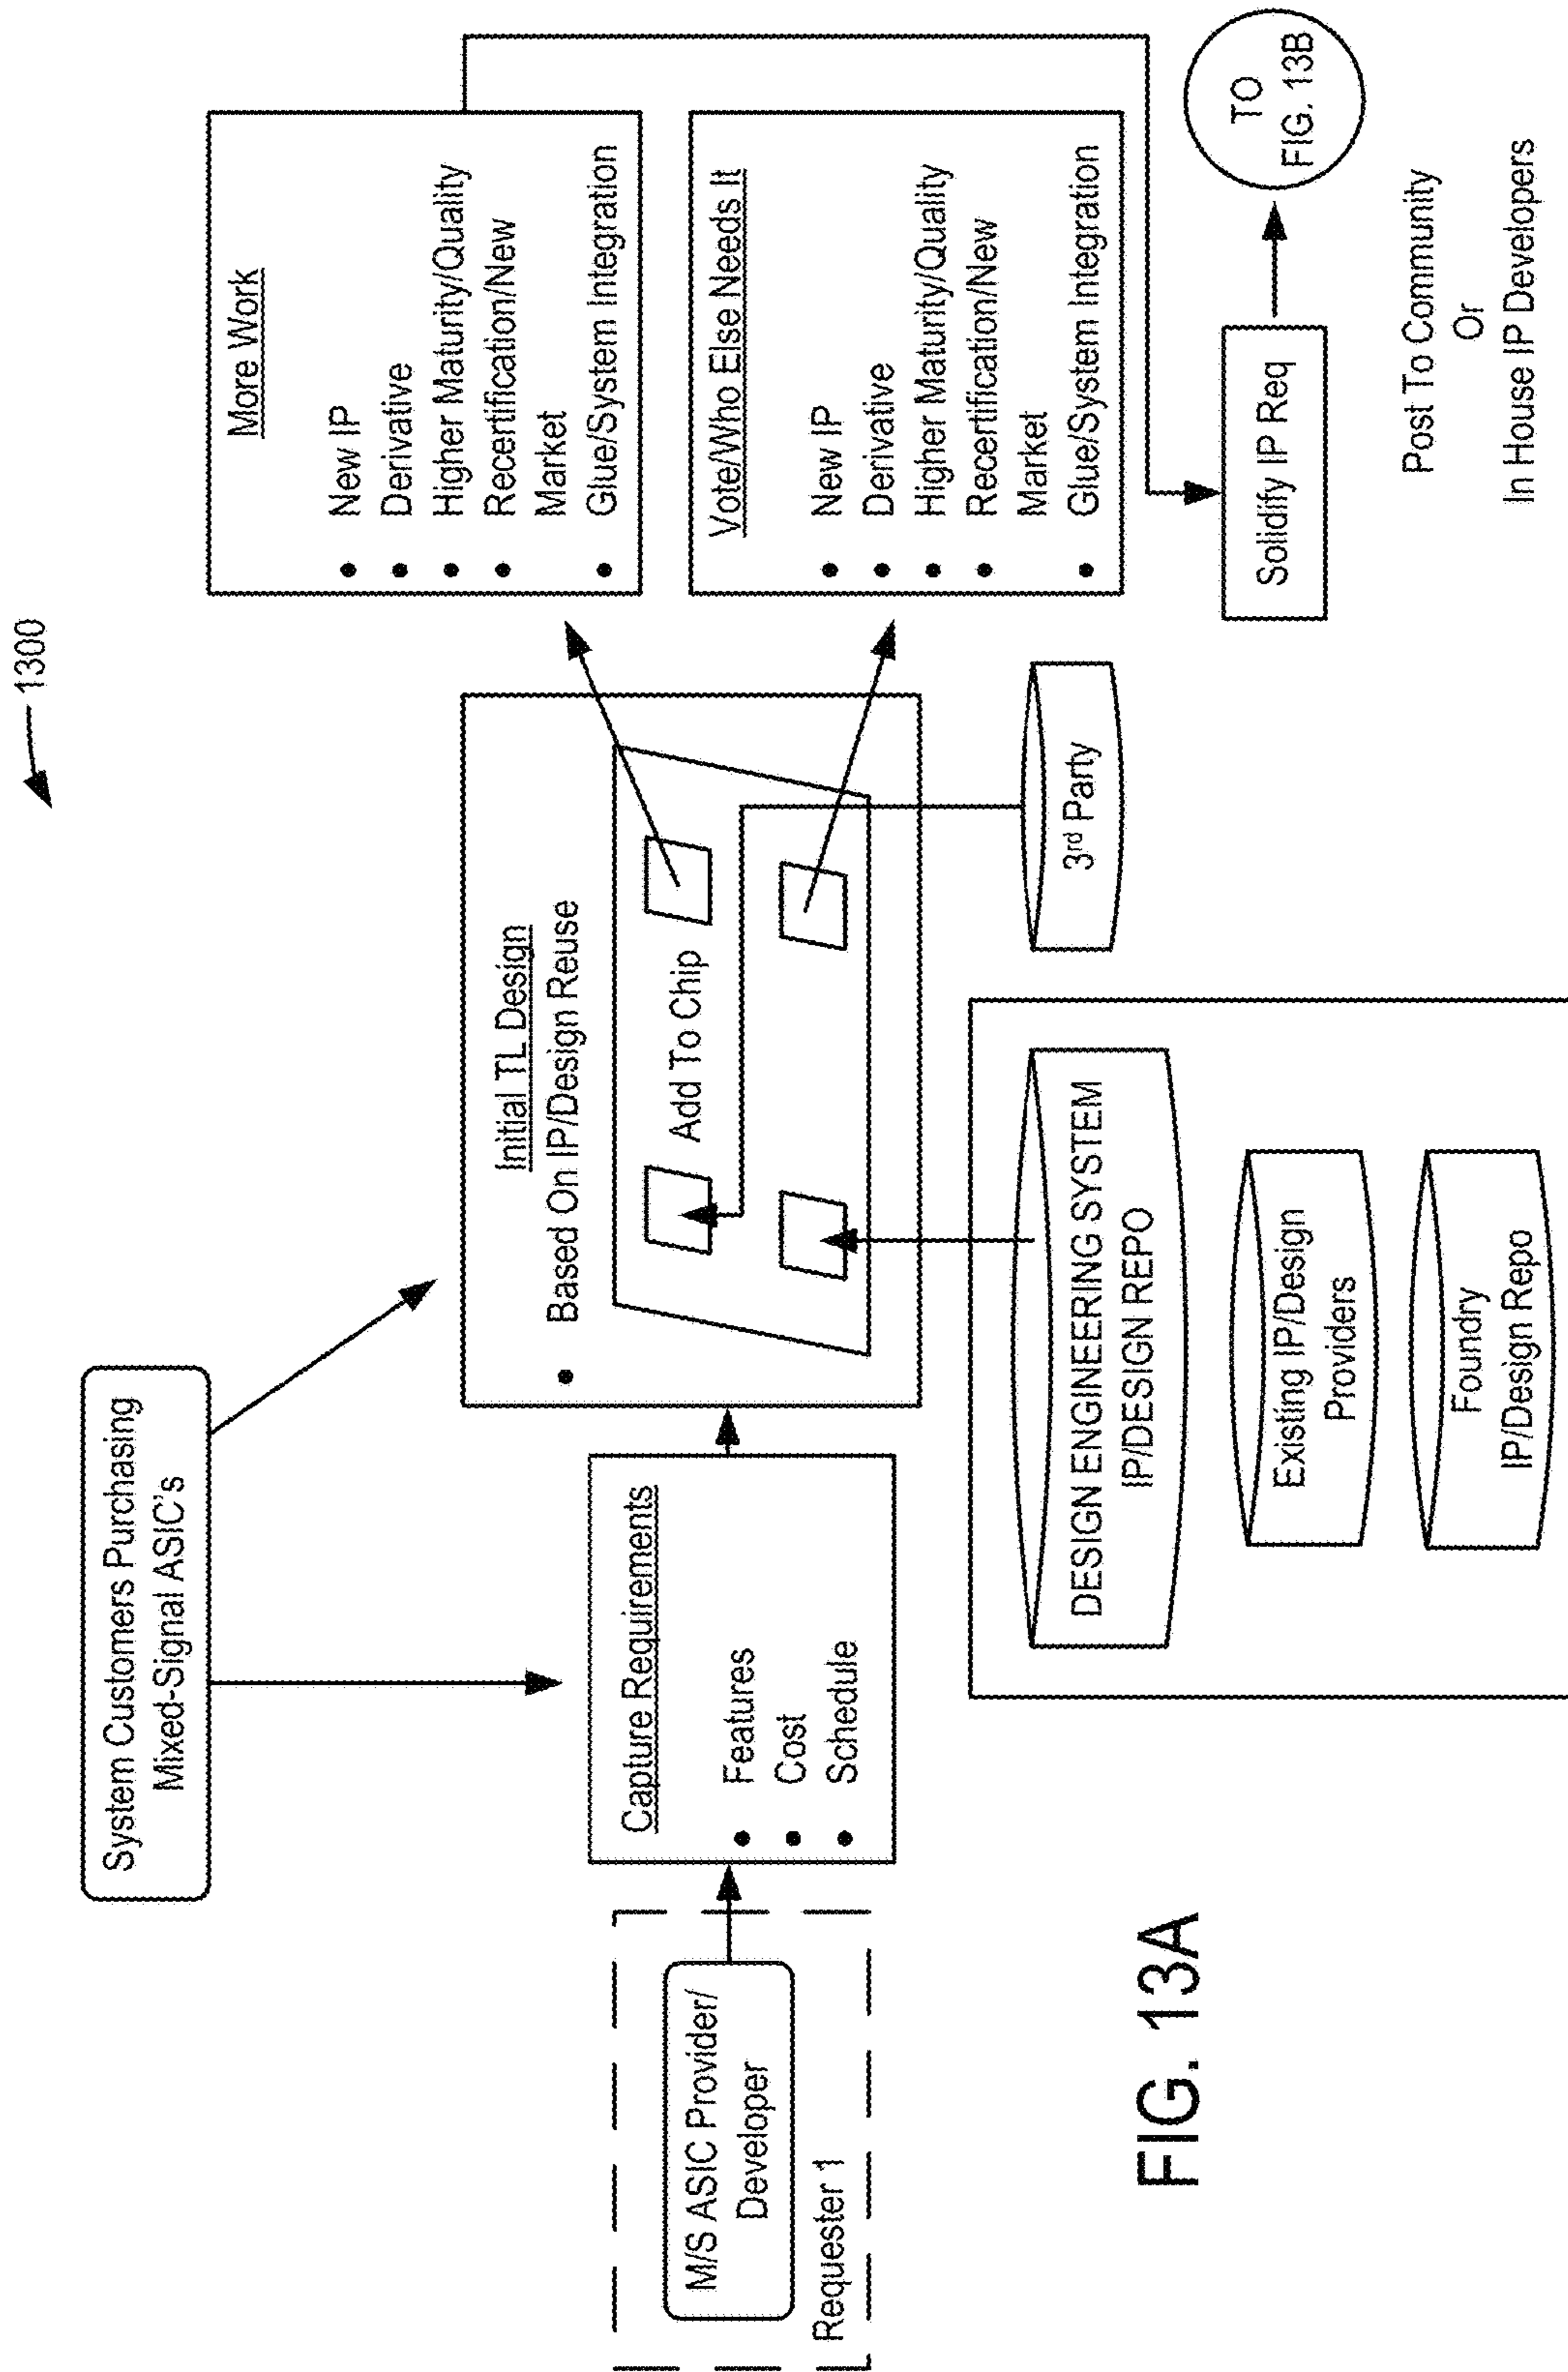 1300
System Customers Purchasing
Mixed-Signal ASIC's
M/S ASIC Provider/
Developer
Requester 1
Capture Requirements
• Features
• Cost
• Schedule
Initial TL Design
• Based On IP/Design Reuse
Add To Chip
More Work
• New IP
• Derivative
• Higher Maturity/Quality
• Recertification/New
Market
• Glue/System Integration
Vote/Who Else Needs It
• New IP
• Derivative
• Higher Maturity/Quality
• Recertification/New
Market
• Glue/System Integration
3rd Party
DESIGN ENGINEERING SYSTEM
IP/DESIGN REPO
Existing IP/Design
Providers
Foundry
IP/Design Repo
Solidify IP Req
TO
FIG. 13B
Post To Community
Or
In House IP Developers
FIG. 13A